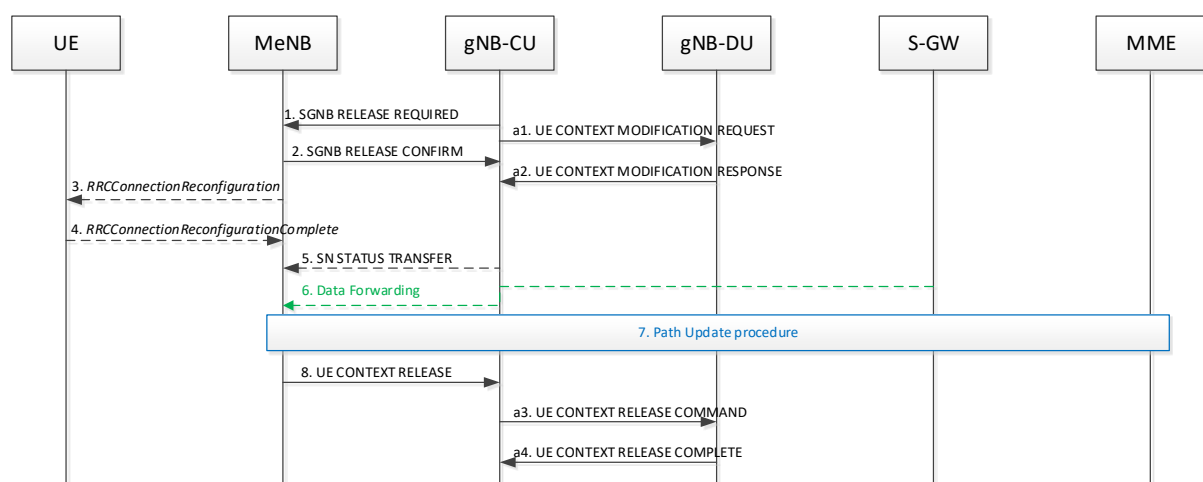 UE
MeNB
gNB-CU
gNB-DU
S-GW
MME
1. SGNB RELEASE REQUIRED
a1. UE CONTEXT MODIFICATION REQUEST
2. SGNB RELEASE CONFIRM
a2. UE CONTEXT MODIFICATION RESPONSE
3. RRCConnectionReconfiguration
4. RRCConnectionReconfigurationComplete
5. SN STATUS TRANSFER
6. Data Forwarding
7. Path Update procedure
8. UE CONTEXT RELEASE
a3. UE CONTEXT RELEASE COMMAND
a4. UE CONTEXT RELEASE COMPLETE